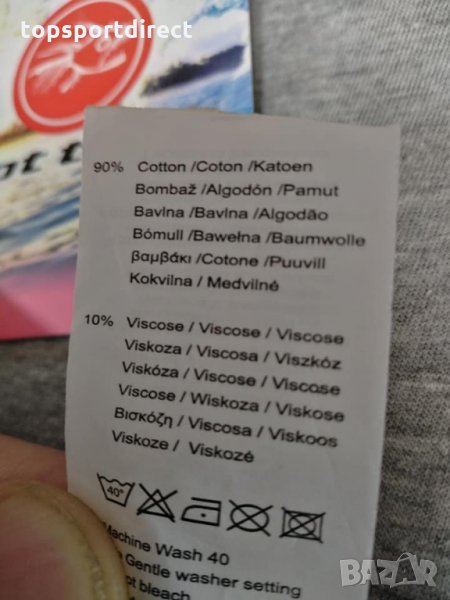 topsportdirect
90% Cotton /Coton /Katoen
Bombaž /Algodón /Pamut
Bavlna /Bavlna /Algodão
Bómull /Bawełna /Baumwolle
βαμβάκι /Cotone /Puuvill
Kokvilna / Medvilné
10% Viscose / Viscose / Viscose
Viskoza / Viscosa / Viszkóz
Viskóza / Viscose / Viscose
Viscose / Wiskoza / Viskose
Βισκόζη / Viscosa / Viskoos
Viskoze / Viskozé
40°
Machine Wash 40
Gentle washer setting
bleach
BAZAR
bg